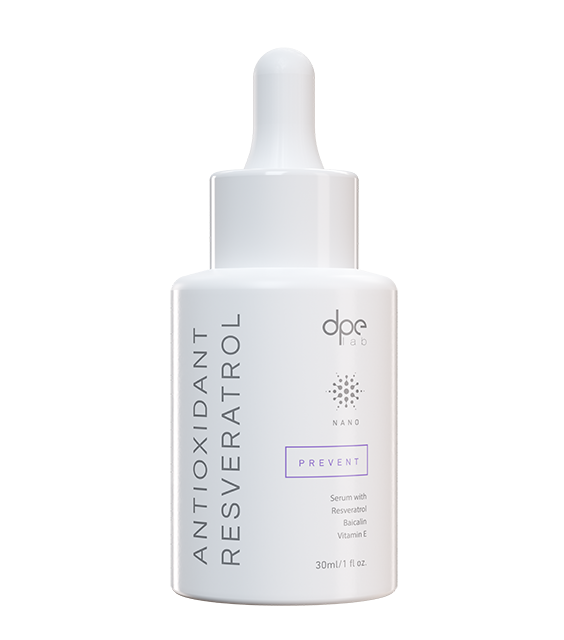 ANTIOXIDANT
RESVERATROL
dpe
lab
NANO
PREVENT
Serum with
Resveratrol
Baicalin
Vitamin E
30ml/1 fl oz.